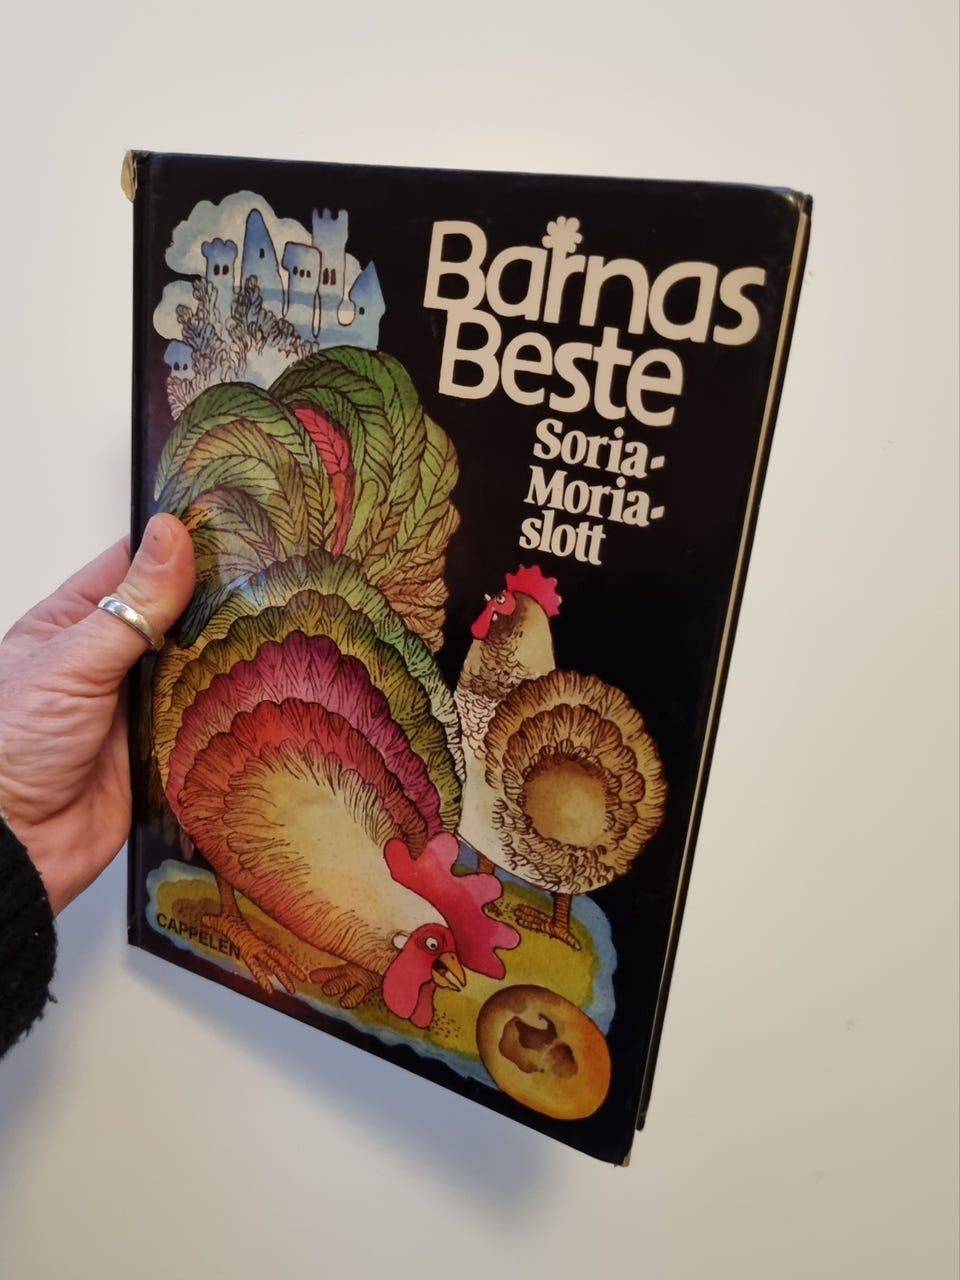 Barnas
Beste
Soria-
Moria-
slott
CAPPELEN